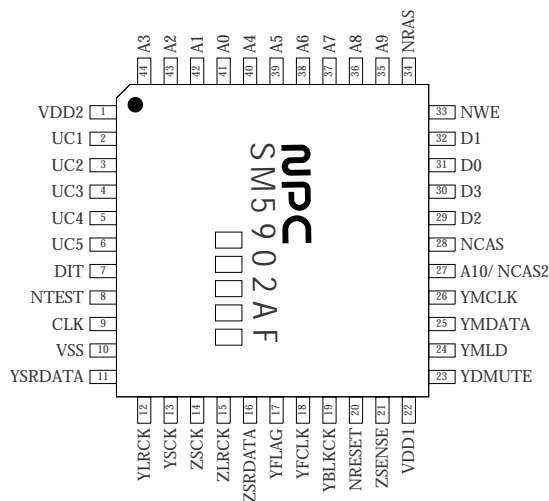 A3 A2 A1 A0 A4 A5 A6 A7 A8 A9 NRAS
44 43 42 41 40 39 38 37 36 35 34
VDD2 1
UC1 2
UC2 3
UC3 4
UC4 5
UC5 6
DIT 7
NTEST 8
CLK 9
VSS 10
YSRDATA 11
NPC
SM5902AF
33 NWE
32 D1
31 D0
30 D3
29 D2
28 NCAS
27 A10/ NCAS2
26 YMCLK
25 YMDATA
24 YMLD
23 YDMUTE
12 13 14 15 16 17 18 19 20 21 22
YLRCK YSCK ZSCK ZLRCK ZSRDATA YFLAG YFCLK YBLKCK NRESET ZSENSE VDD1